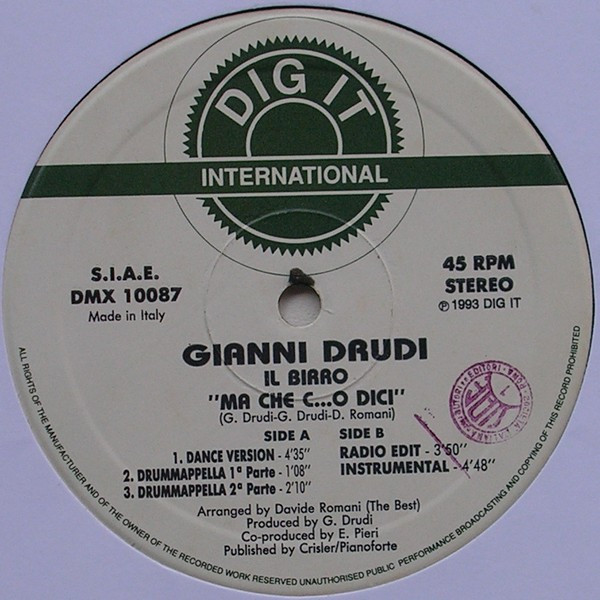 DIG IT
INTERNATIONAL
S.I.A.E.
DMX 10087
Made in Italy
45 RPM
STEREO
℗ 1993 DIG IT
GIANNI DRUDI
IL BIRRO
"MA CHE C...O DICI"
(G. Drudi-G. Drudi-D. Romani)
SIDE A
1. DANCE VERSION - 4'35"
2. DRUMMAPPELLA 1ª Parte - 1'08"
3. DRUMMAPPELLA 2ª Parte - 2'10"
SIDE B
RADIO EDIT - 3'50"
INSTRUMENTAL - 4'48"
Arranged by Davide Romani (The Best)
Produced by G. Drudi
Co-produced by E. Pieri
Published by Crisler/Pianoforte
ALL RIGHTS OF THE MANUFACTURER AND OF THE OWNER OF THE RECORDED WORK RESERVED UNAUTHORISED PUBLIC PERFORMANCE BROADCASTING AND COPYING OF THIS RECORD PROHIBITED